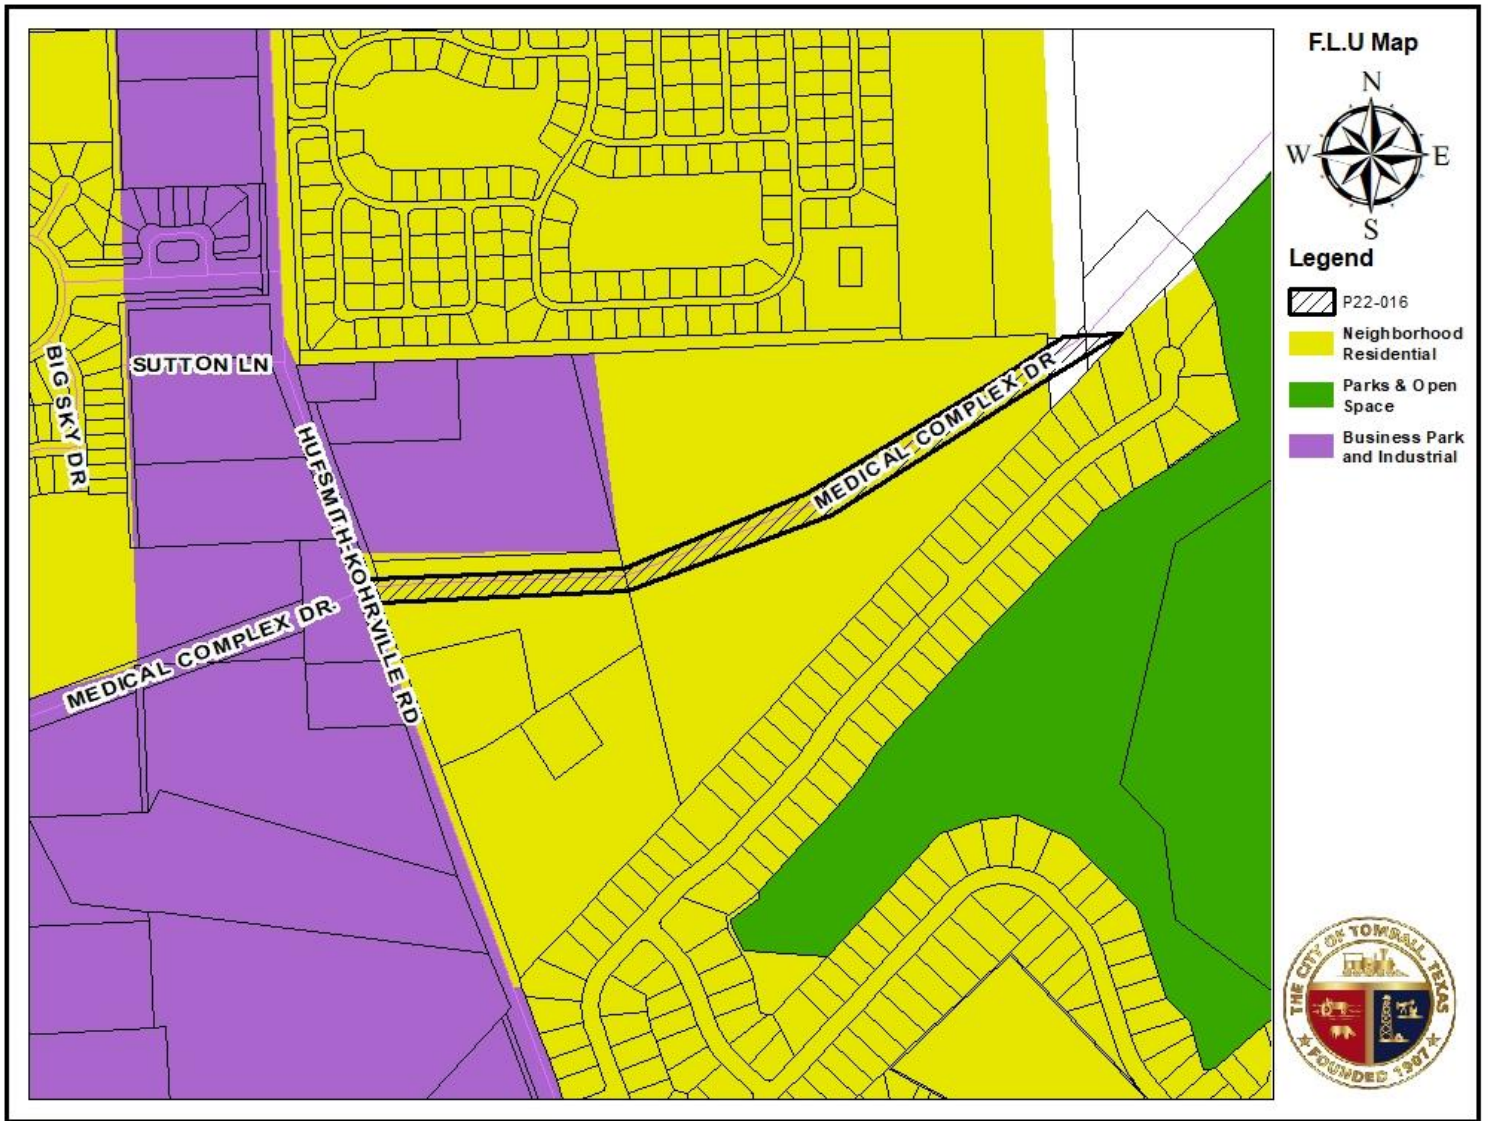 F.L.U Map
N
W E
S
Legend
P22-016
Neighborhood
Residential
Parks & Open
Space
Business Park
and Industrial
SUTTON LN
BIG SKY DR
HUFSMITH-KOHRVILLE RD
MEDICAL COMPLEX DR
MEDICAL COMPLEX DR.
THE CITY OF TOMBALL, TEXAS
FOUNDED 1907